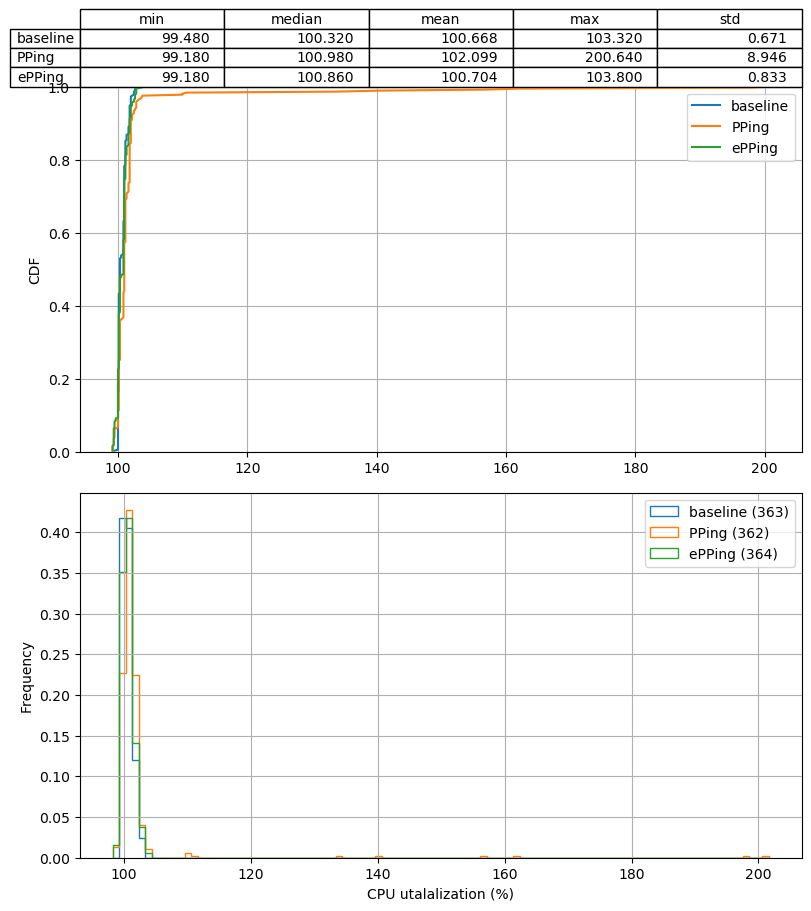 min median mean max std
baseline 99.480 100.320 100.668 103.320 0.671
PPing 99.180 100.980 102.099 200.640 8.946
ePPing 99.180 100.860 100.704 103.800 0.833
1.0
0.8
0.6
0.4
0.2
0.0
CDF
baseline
PPing
ePPing
100 120 140 160 180 200
0.40
0.35
0.30
0.25
0.20
0.15
0.10
0.05
0.00
Frequency
baseline (363)
PPing (362)
ePPing (364)
100 120 140 160 180 200
CPU utalalization (%)